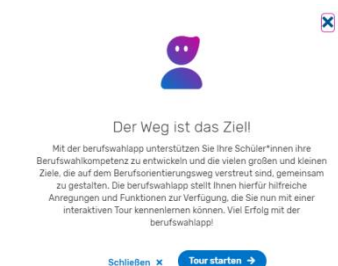 Der Weg ist das Ziel!
Mit der berufswahlapp unterstützen Sie Ihre Schüler*innen ihre
Berufswahlkompetenz zu entwickeln und die vielen großen und kleinen
Ziele, die auf dem Berufsorientierungsweg verstreut sind, gemeinsam
zu gestalten. Die berufswahlapp stellt Ihnen hierfür hilfreiche
Anregungen und Funktionen zur Verfügung, die Sie nun mit einer
interaktiven Tour kennenlernen können. Viel Erfolg mit der
berufswahlapp!
Schließen × Tour starten →